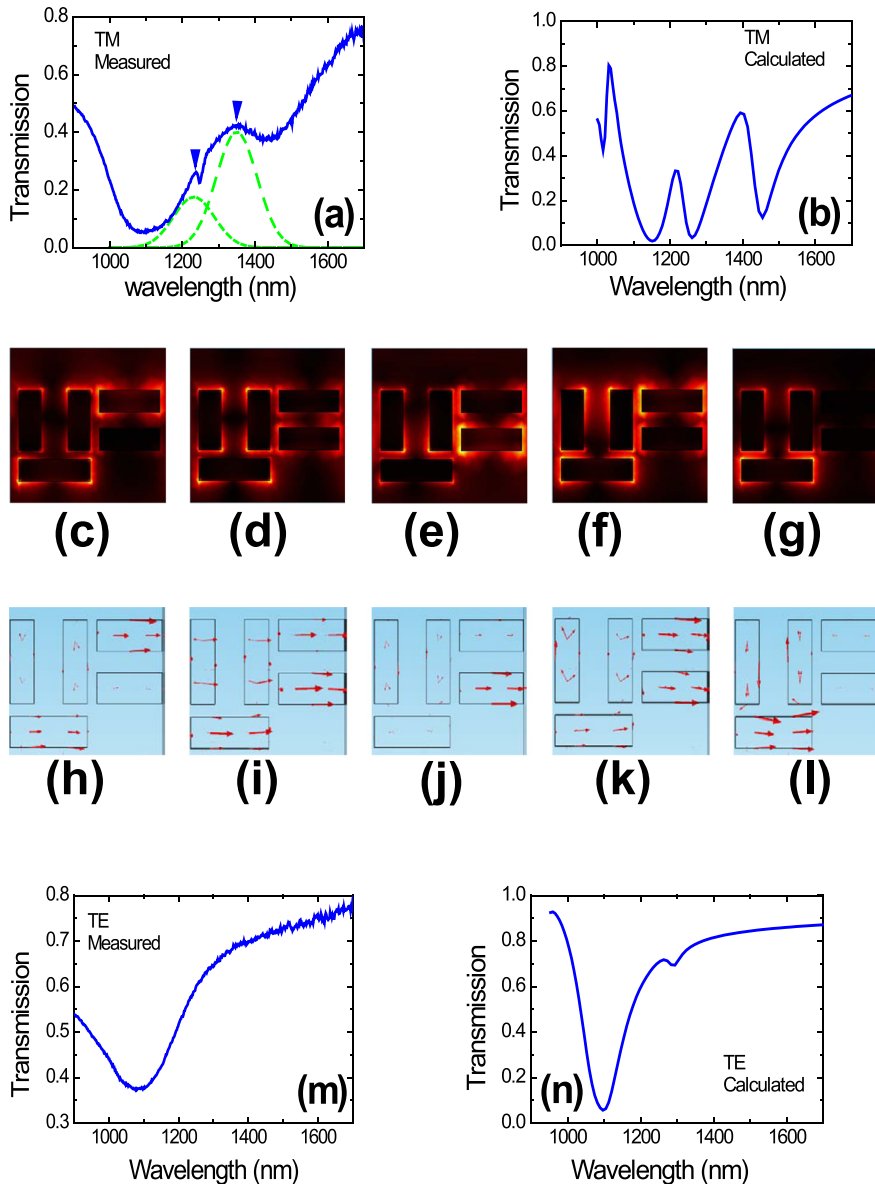 TM
Measured
Transmission
0.8
0.6
0.4
0.2
0.0
1000 1200 1400 1600
wavelength (nm)
(a)
TM
Calculated
Transmission
1.0
0.8
0.6
0.4
0.2
0.0
1000 1200 1400 1600
Wavelength (nm)
(b)
(c) (d) (e) (f) (g)
(h) (i) (j) (k) (l)
TE
Measured
Transmission
0.8
0.7
0.6
0.5
0.4
0.3
1000 1200 1400 1600
Wavelength (nm)
(m)
TE
Calculated
Transmission
1.0
0.8
0.6
0.4
0.2
0.0
1000 1200 1400 1600
Wavelength (nm)
(n)